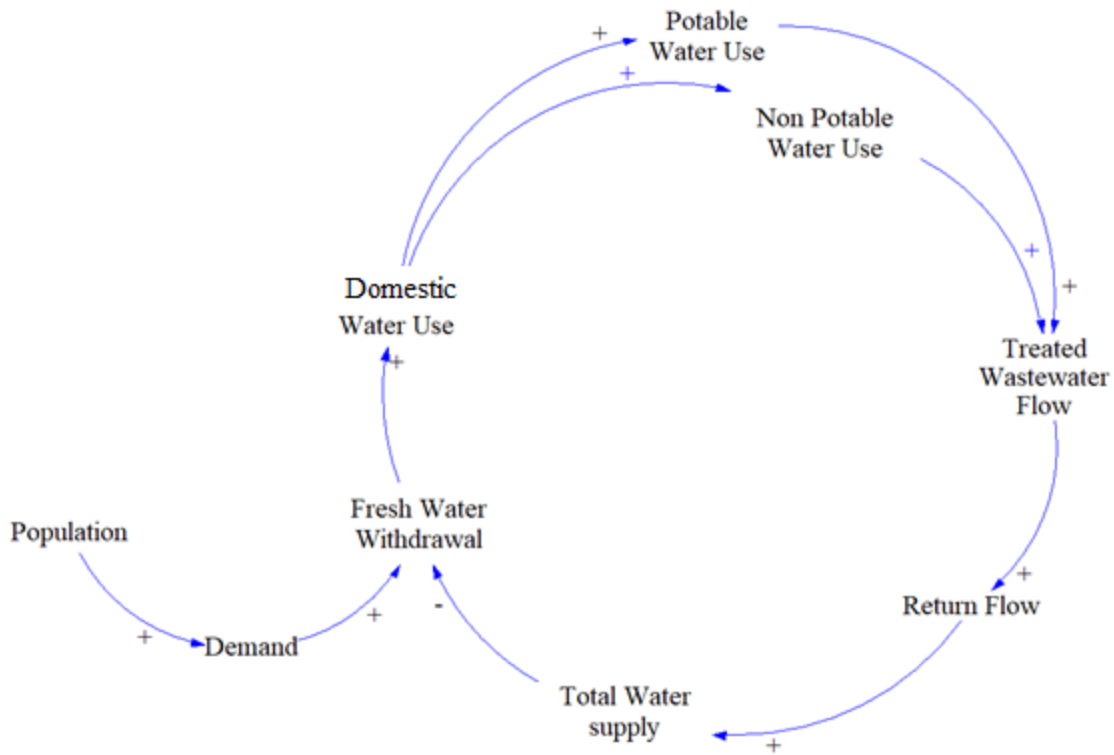 Potable
Water Use
+
+
Non Potable
Water Use
+
+
Domestic
Water Use
+
Treated
Wastewater
Flow
Fresh Water
Withdrawal
Population
+
Return Flow
-
+
+
Demand
Total Water
supply
+